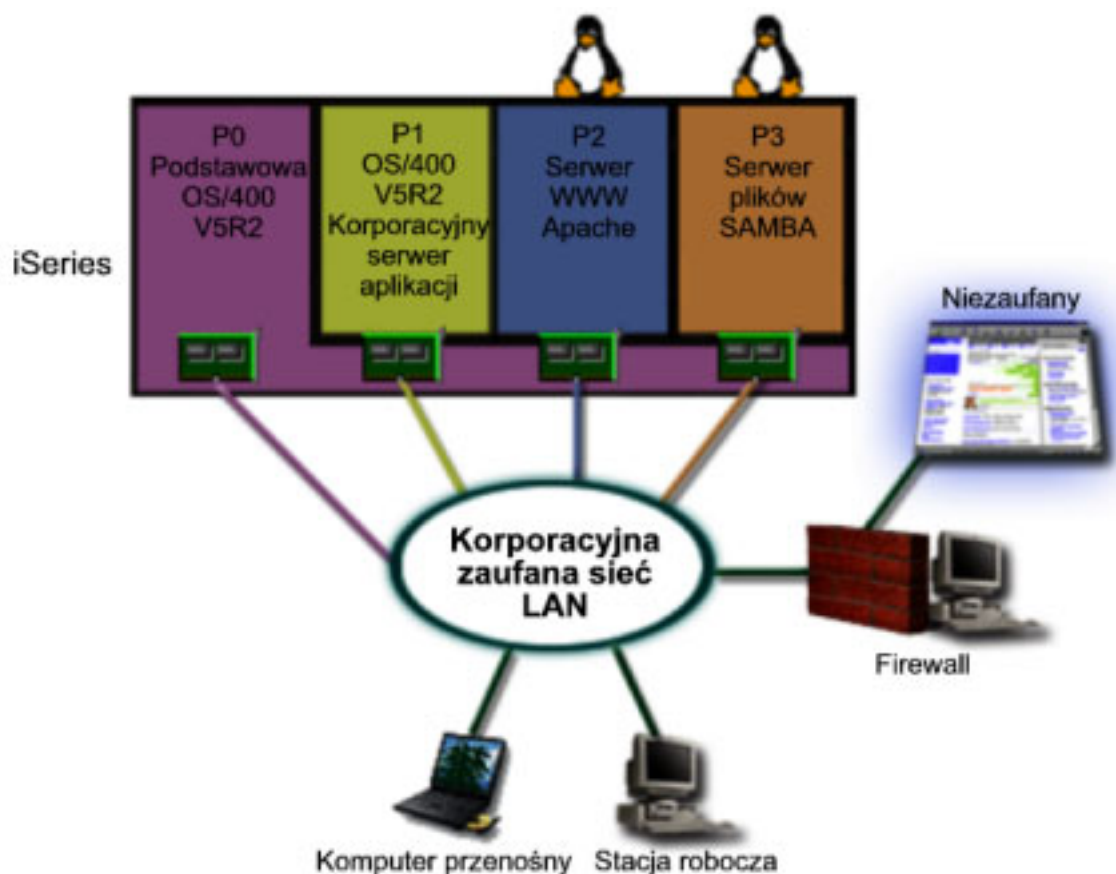 P0
Podstawowa
OS/400
V5R2
P1
OS/400
V5R2
Korporacyjny
serwer
aplikacji
P2
Serwer
WWW
Apache
P3
Serwer
plików
SAMBA
iSeries
Niezaufany
Korporacyjna
zaufana sieć
LAN
Firewall
Komputer przenośny
Stacja robocza